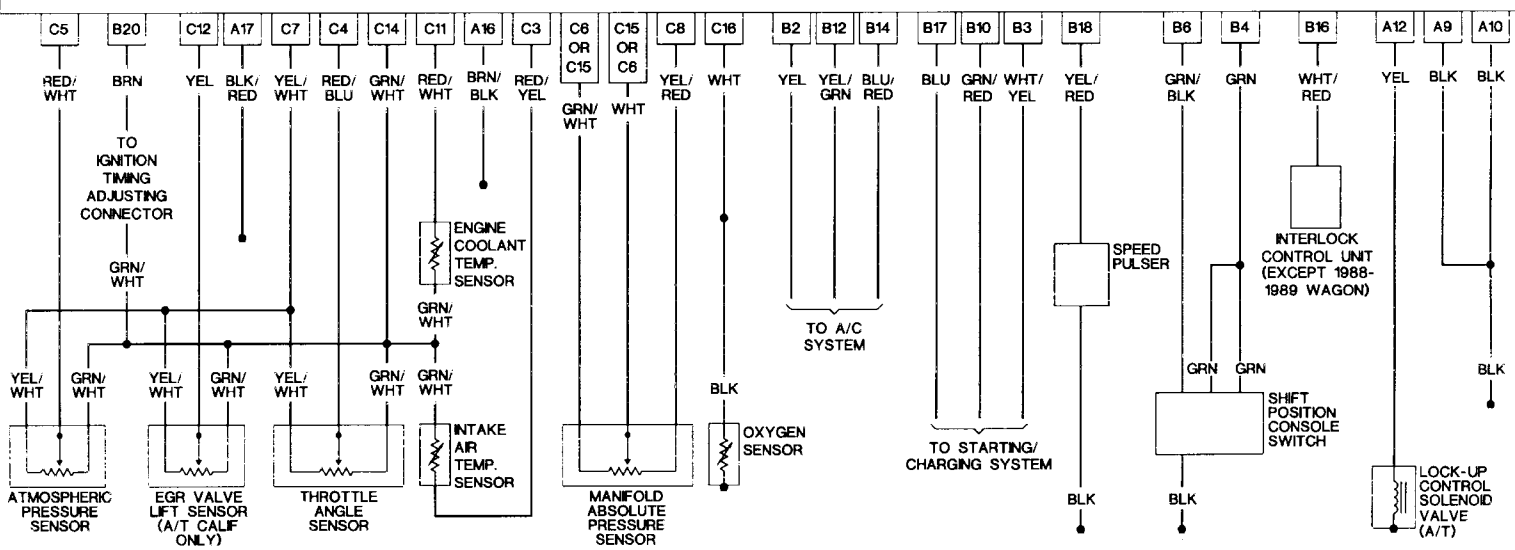 C5 B20 C12 A17 C7 C4 C14 C11 A16 C3 C6 OR C15 C15 OR C6 C8 C16 B2 B12 B14 B17 B10 B3 B18 B6 B4 B16 A12 A9 A10
RED/ WHT
BRN
YEL
BLK/ RED
YEL/ WHT
RED/ BLU
GRN/ WHT
RED/ WHT
BRN/ BLK
RED/ YEL
GRN/ WHT
WHT
YEL/ RED
WHT
YEL
YEL/ GRN
BLU/ RED
BLU
GRN/ RED
WHT/ YEL
YEL/ RED
GRN/ BLK
GRN
WHT/ RED
YEL
BLK
BLK
TO
IGNITION
TIMING
ADJUSTING
CONNECTOR
GRN/
WHT
ENGINE
COOLANT
TEMP.
SENSOR
GRN/
WHT
SPEED
PULSER
INTERLOCK
CONTROL UNIT
(EXCEPT 1988-
1989 WAGON)
TO A/C
SYSTEM
YEL/ WHT
GRN/ WHT
YEL/ WHT
GRN/ WHT
YEL/ WHT
GRN/ WHT
GRN/ WHT
BLK
GRN GRN
BLK
ATMOSPHERIC
PRESSURE
SENSOR
EGR VALVE
LIFT SENSOR
(A/T CALIF
ONLY)
THROTTLE
ANGLE
SENSOR
INTAKE
AIR
TEMP.
SENSOR
MANIFOLD
ABSOLUTE
PRESSURE
SENSOR
OXYGEN
SENSOR
TO STARTING/
CHARGING SYSTEM
BLK
SHIFT
POSITION
CONSOLE
SWITCH
BLK
LOCK-UP
CONTROL
SOLENOID
VALVE
(A/T)